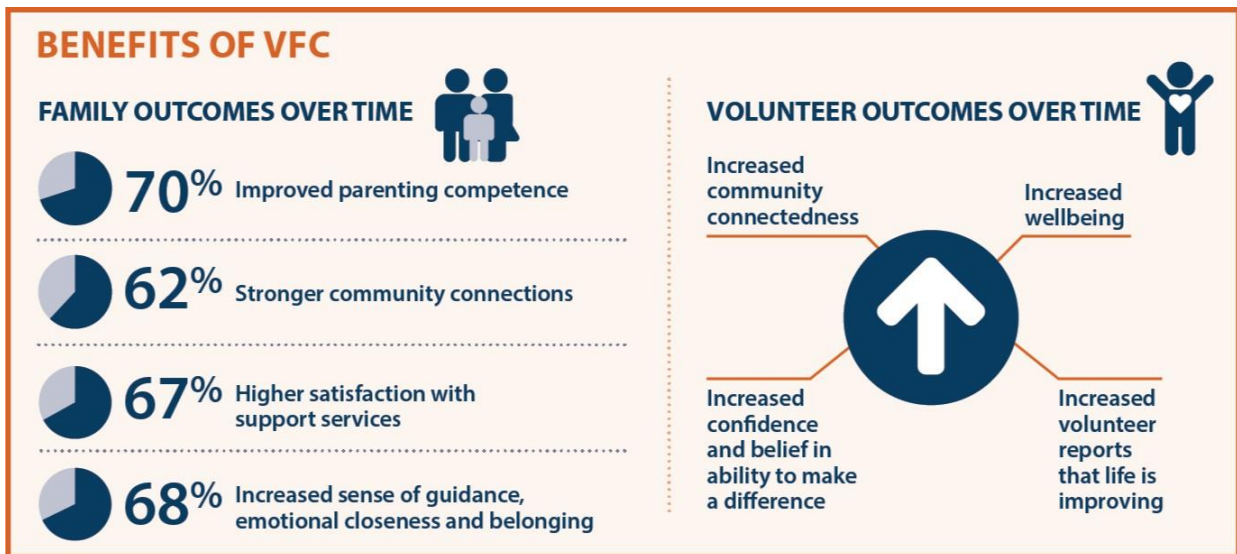 BENEFITS OF VFC
FAMILY OUTCOMES OVER TIME
70% Improved parenting competence
62% Stronger community connections
67% Higher satisfaction with
support services
68% Increased sense of guidance,
emotional closeness and belonging
VOLUNTEER OUTCOMES OVER TIME
Increased
community
connectedness
Increased
wellbeing
Increased
confidence
and belief in
ability to make
a difference
Increased
volunteer
reports
that life is
improving